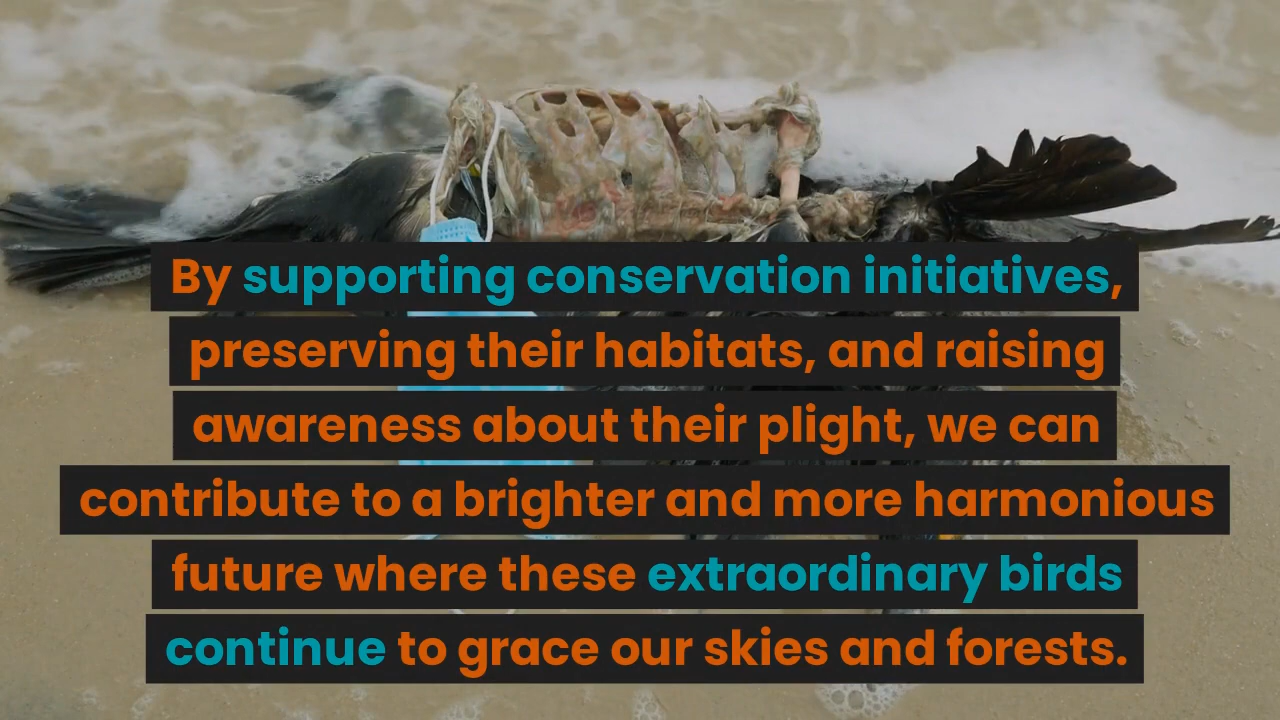 By supporting conservation initiatives,
preserving their habitats, and raising
awareness about their plight, we can
contribute to a brighter and more harmonious
future where these extraordinary birds
continue to grace our skies and forests.